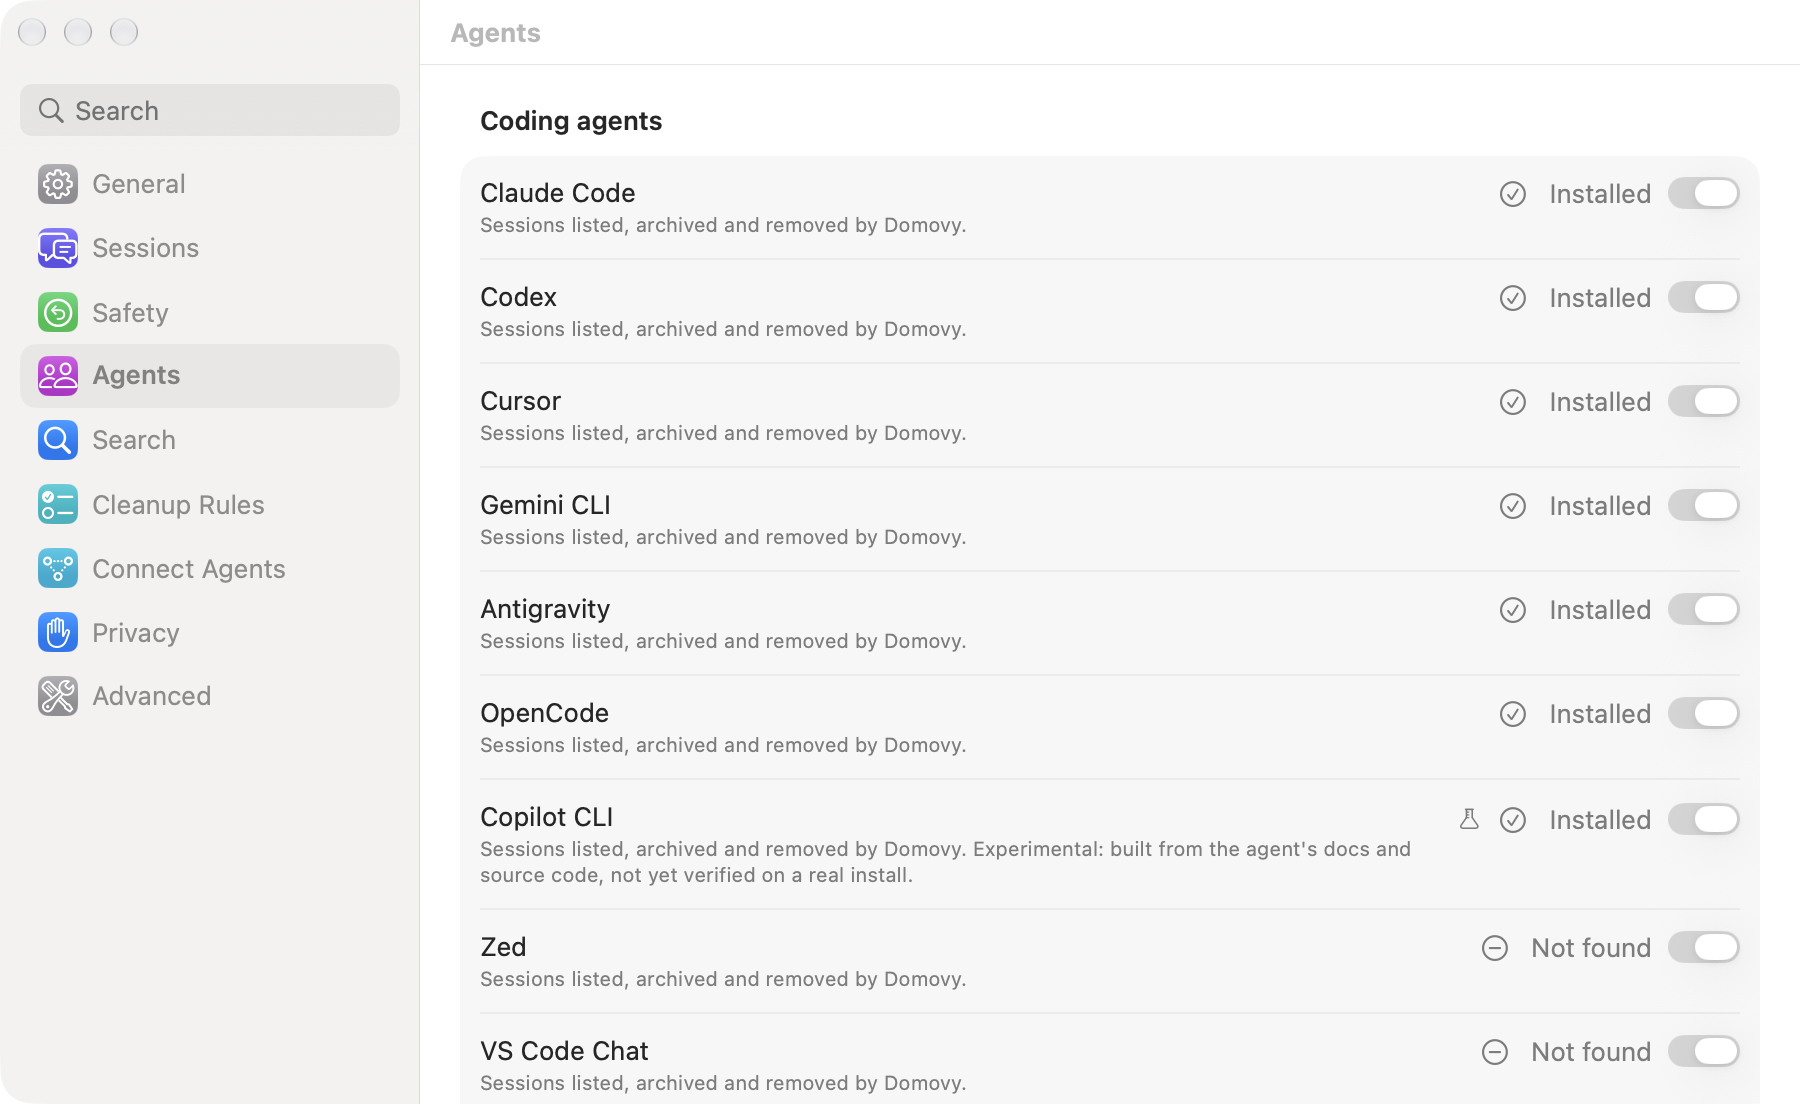 Agents
Search
General
Sessions
Safety
Agents
Search
Cleanup Rules
Connect Agents
Privacy
Advanced
Coding agents
Claude Code
Installed
Sessions listed, archived and removed by Domovy.
Codex
Installed
Sessions listed, archived and removed by Domovy.
Cursor
Installed
Sessions listed, archived and removed by Domovy.
Gemini CLI
Installed
Sessions listed, archived and removed by Domovy.
Antigravity
Installed
Sessions listed, archived and removed by Domovy.
OpenCode
Installed
Sessions listed, archived and removed by Domovy.
Copilot CLI
Installed
Sessions listed, archived and removed by Domovy. Experimental: built from the agent's docs and
source code, not yet verified on a real install.
Zed
Not found
Sessions listed, archived and removed by Domovy.
VS Code Chat
Not found
Sessions listed, archived and removed by Domovy.